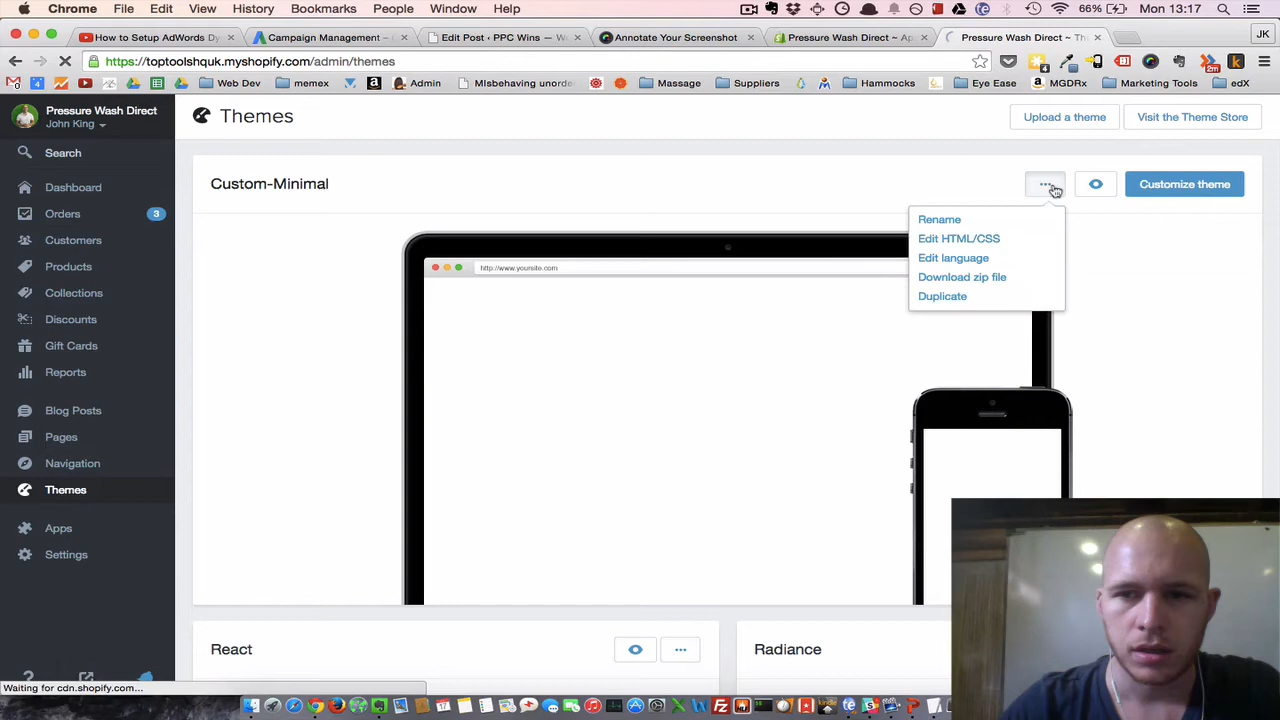 Chrome File Edit View History Bookmarks People Window Help 66% Mon 13:17
How to Setup AdWords Dy Campaign Management – Edit Post ‹ PPC Wins — W Annotate Your Screenshot Pressure Wash Direct ~ Ap Pressure Wash Direct ~ Th JK
https://toptoolshquk.myshopify.com/admin/themes
Web Dev memex Admin MIsbehaving unorde Massage Suppliers Hammocks Eye Ease MGDRx Marketing Tools edX
Pressure Wash Direct
John King
Themes
Upload a theme
Visit the Theme Store
Search
Dashboard
Orders 3
Customers
Products
Collections
Discounts
Gift Cards
Reports
Blog Posts
Pages
Navigation
Themes
Apps
Settings
Custom-Minimal
Customize theme
Rename
Edit HTML/CSS
Edit language
Download zip file
Duplicate
http://www.yoursite.com
React
Radiance
Waiting for cdn.shopify.com...